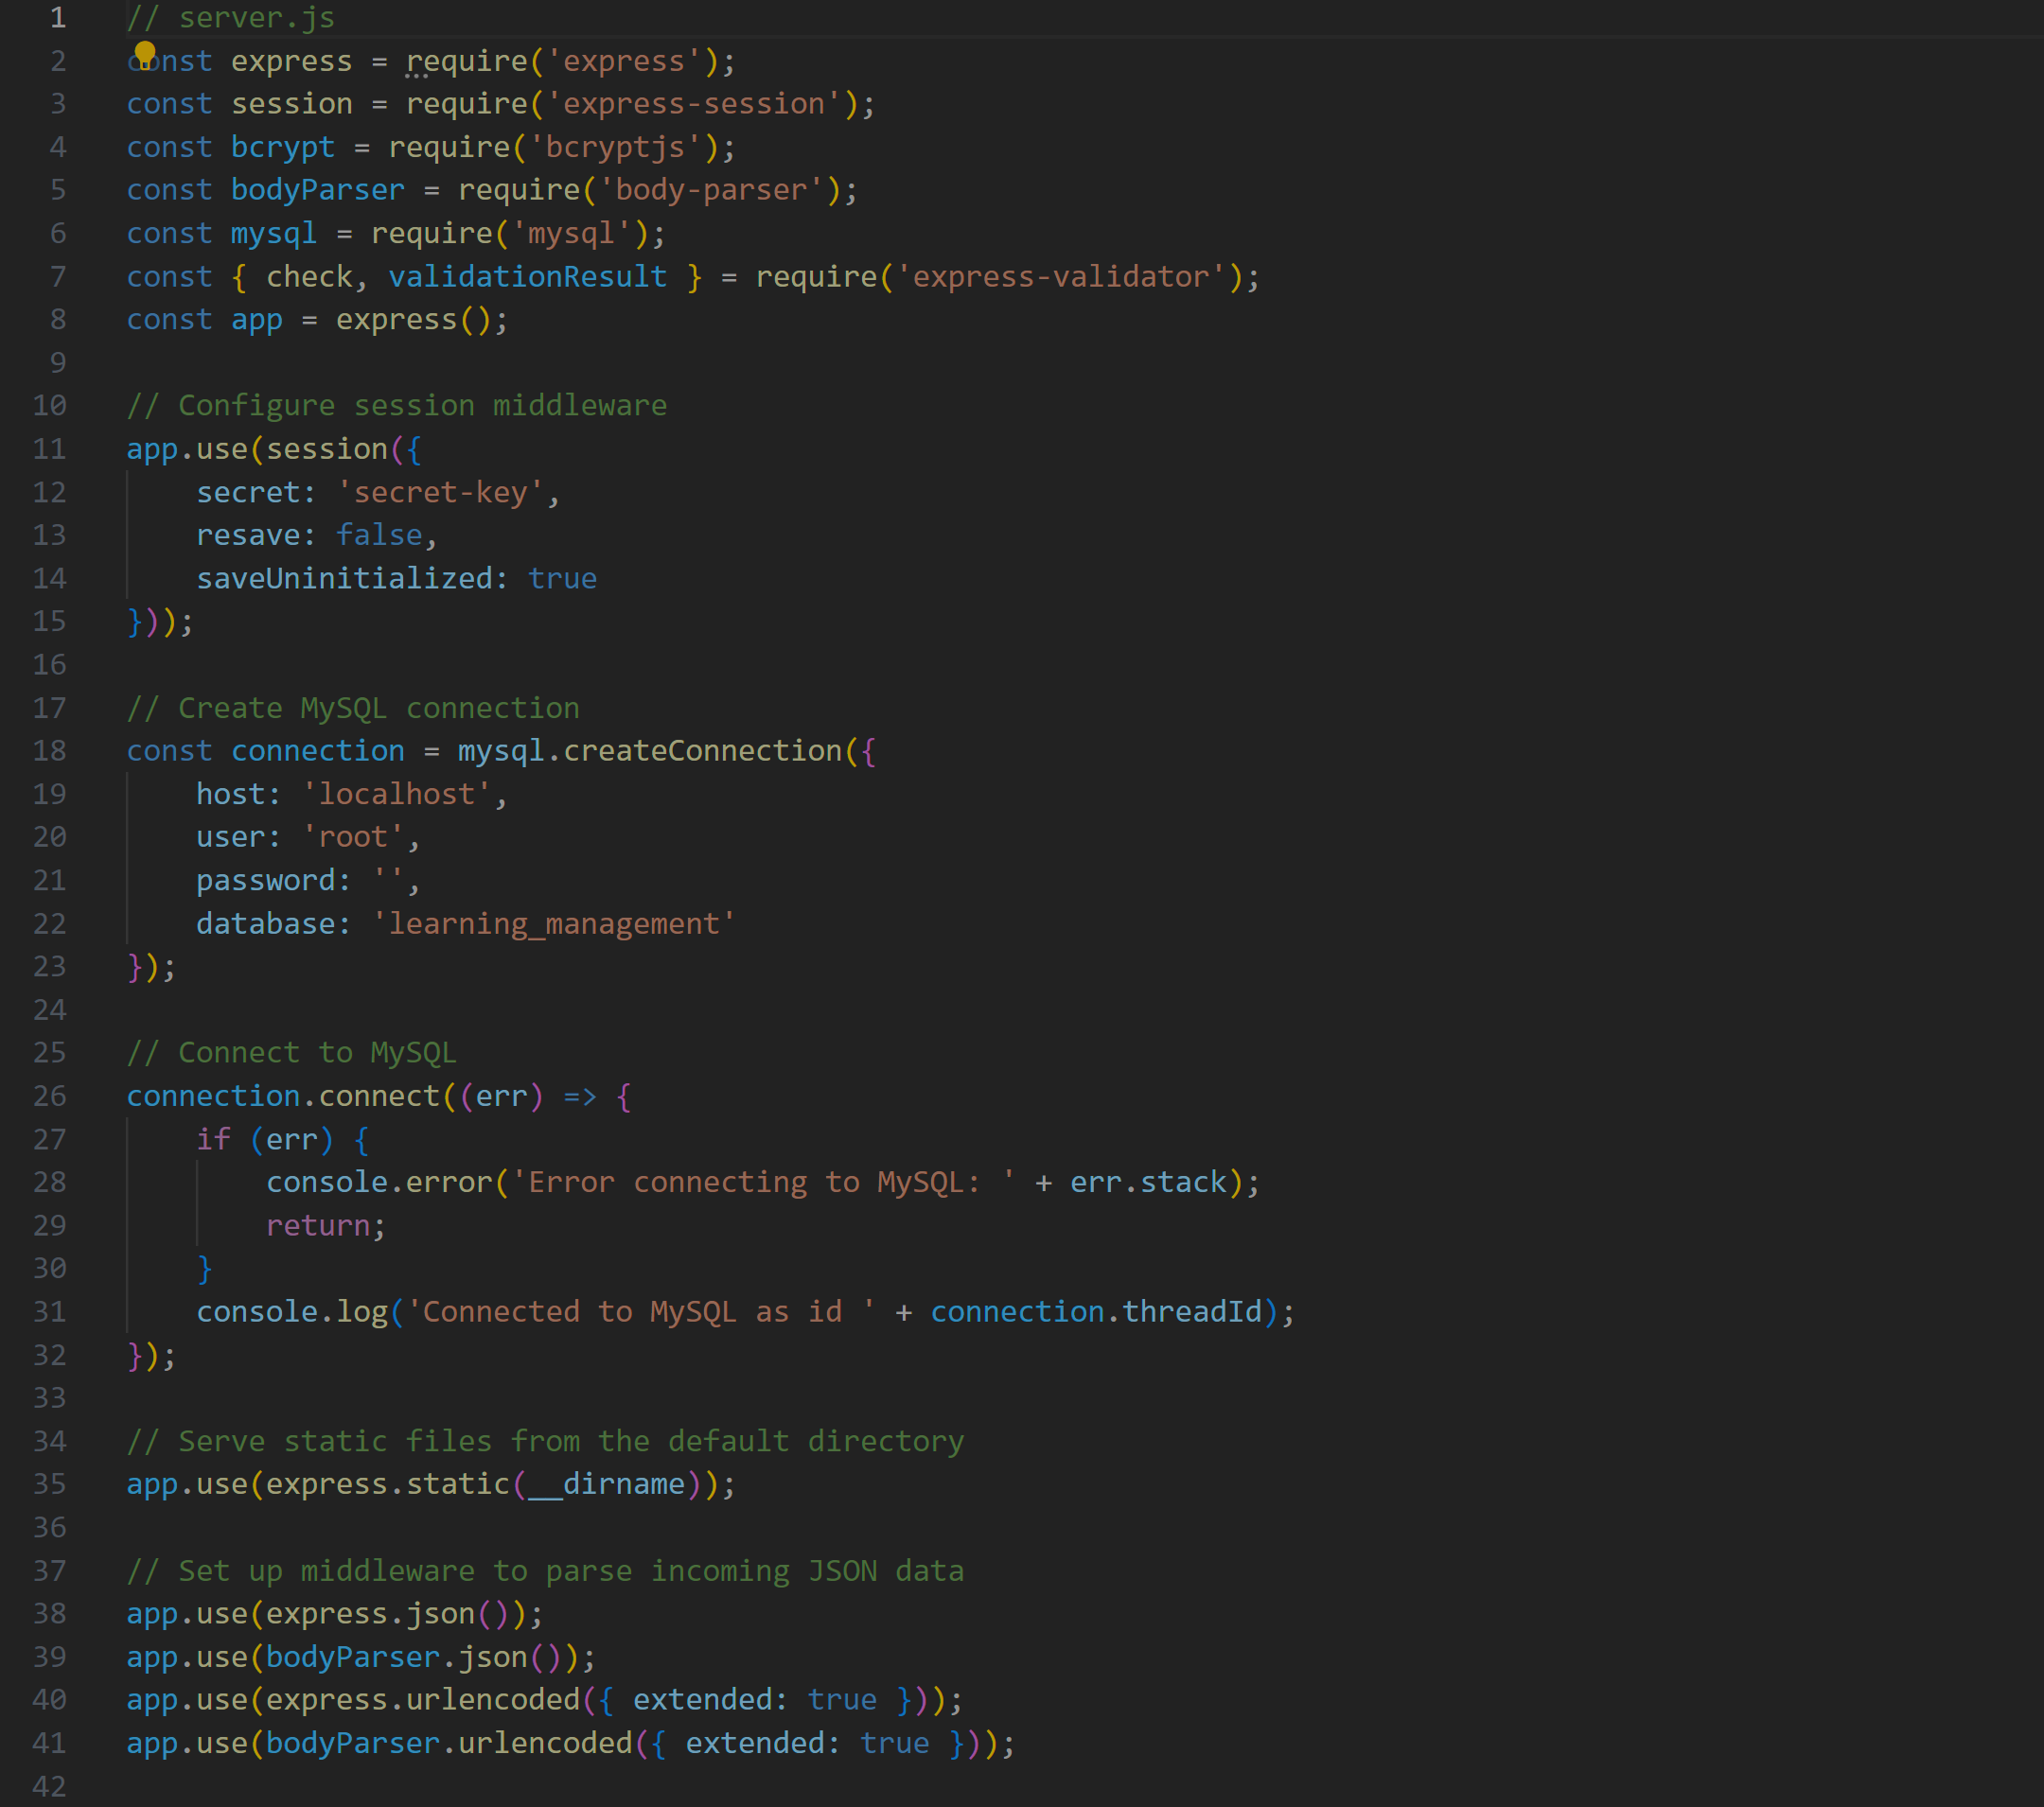 1 // server.js
2 const express = require('express');
3 const session = require('express-session');
4 const bcrypt = require('bcryptjs');
5 const bodyParser = require('body-parser');
6 const mysql = require('mysql');
7 const { check, validationResult } = require('express-validator');
8 const app = express();
9
10 // Configure session middleware
11 app.use(session({
12     secret: 'secret-key',
13     resave: false,
14     saveUninitialized: true
15 }));
16
17 // Create MySQL connection
18 const connection = mysql.createConnection({
19     host: 'localhost',
20     user: 'root',
21     password: '',
22     database: 'learning_management'
23 });
24
25 // Connect to MySQL
26 connection.connect((err) => {
27     if (err) {
28         console.error('Error connecting to MySQL: ' + err.stack);
29         return;
30     }
31     console.log('Connected to MySQL as id ' + connection.threadId);
32 });
33
34 // Serve static files from the default directory
35 app.use(express.static(__dirname));
36
37 // Set up middleware to parse incoming JSON data
38 app.use(express.json());
39 app.use(bodyParser.json());
40 app.use(express.urlencoded({ extended: true }));
41 app.use(bodyParser.urlencoded({ extended: true }));
42